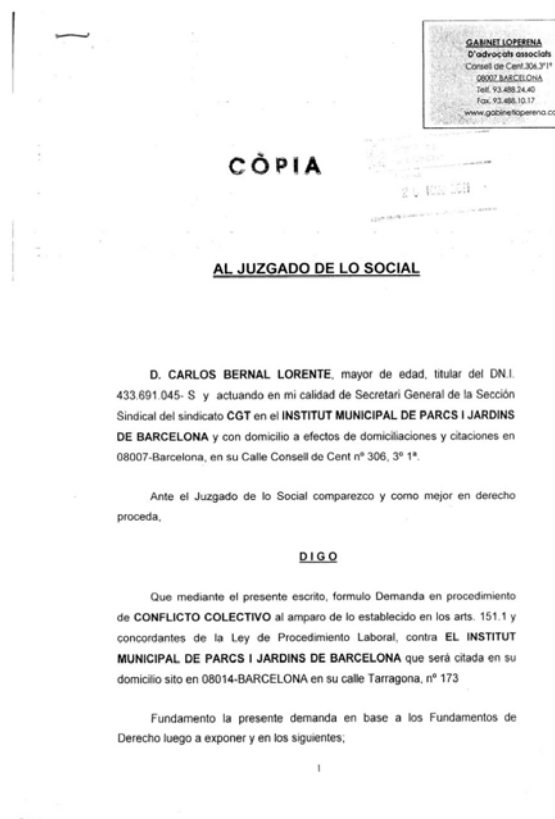 GABINET LOPERENA
D'advocats associats
Consell de Cent,306,3º1ª
08007 BARCELONA
Telf. 93.488.24.40
Fax. 93.488.10.17
www.gabinetloperena.co
CÒPIA
AL JUZGADO DE LO SOCIAL
D. CARLOS BERNAL LORENTE, mayor de edad, titular del DN.I.
433.691.045- S y actuando en mi calidad de Secretari General de la Sección
Sindical del sindicato CGT en el INSTITUT MUNICIPAL DE PARCS I JARDINS
DE BARCELONA y con domicilio a efectos de domiciliaciones y citaciones en
08007-Barcelona, en su Calle Consell de Cent nº 306, 3º 1ª.
Ante el Juzgado de lo Social comparezco y como mejor en derecho
proceda,
DIGO
Que mediante el presente escrito, formulo Demanda en procedimiento
de CONFLICTO COLECTIVO al amparo de lo establecido en los arts. 151.1 y
concordantes de la Ley de Procedimiento Laboral, contra EL INSTITUT
MUNICIPAL DE PARCS I JARDINS DE BARCELONA que será citada en su
domicilio sito en 08014-BARCELONA en su calle Tarragona, nº 173
Fundamento la presente demanda en base a los Fundamentos de
Derecho luego a exponer y en los siguientes;
1